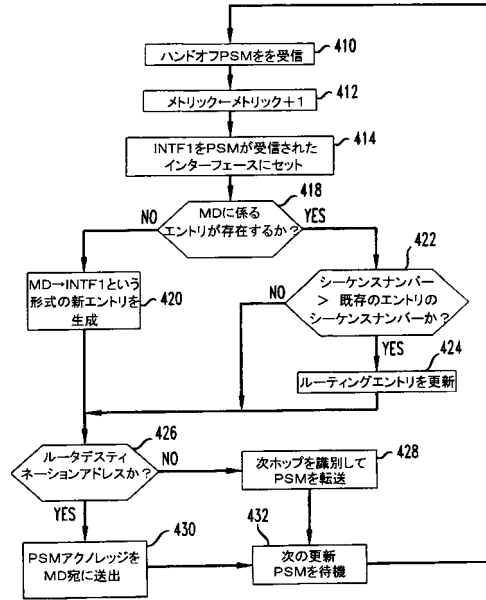 ハンドオフPSMをを受信
410
メトリック←メトリック+1
412
INTF1をPSMが受信された
インターフェースにセット
414
MDに係る
エントリが存在するか?
418
NO
YES
MD→INTF1という
形式の新エントリを
生成
420
シーケンスナンバー
> 既存のエントリの
シーケンスナンバーか?
422
NO
YES
ルーティングエントリを更新
424
ルータデスティ
ネーションアドレスか?
426
NO
YES
次ホップを識別して
PSMを転送
428
PSMアクノレッジを
MD宛に送出
430
次の更新
PSMを待機
432